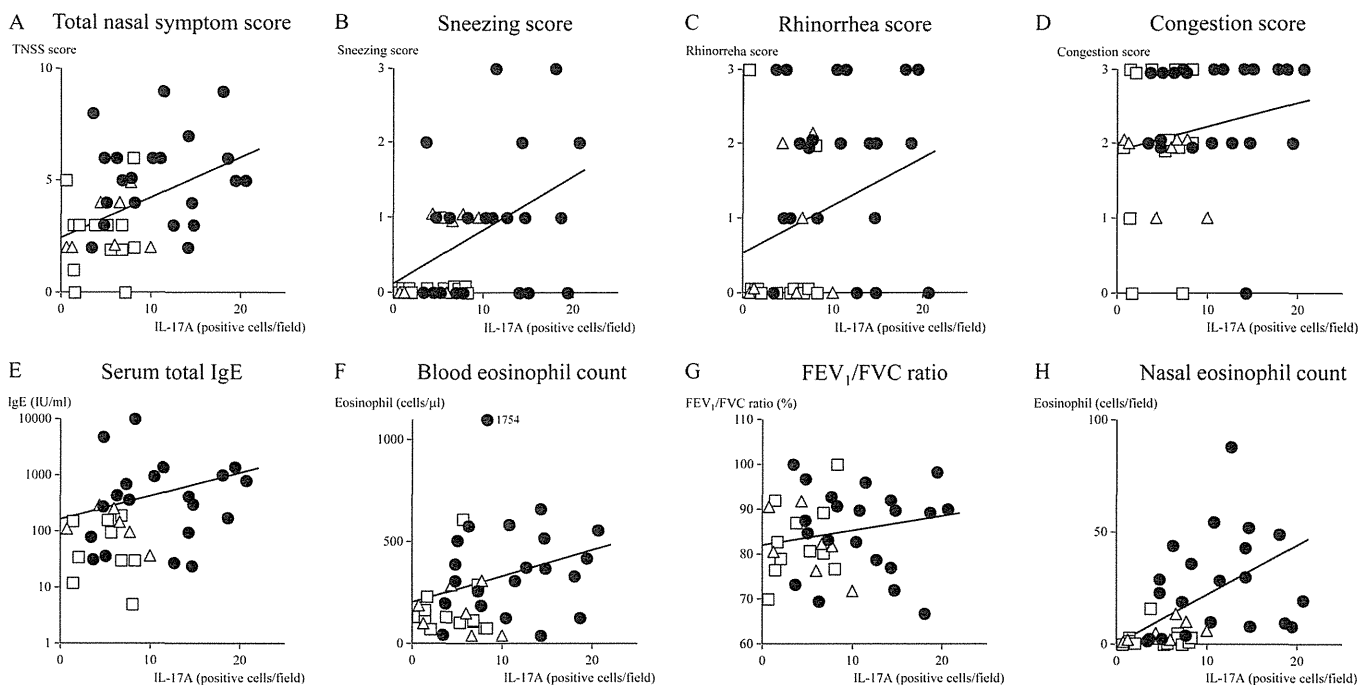 A Total nasal symptom score
TNSS score
10
5
0
0 10 20
IL-17A (positive cells/field)
B Sneezing score
Sneezing score
3
2
1
0
0 10 20
IL-17A (positive cells/field)
C Rhinorrhea score
Rhinorreha score
3
2
1
0
0 10 20
IL-17A (positive cells/field)
D Congestion score
Congestion score
3
2
1
0
0 10 20
IL-17A (positive cells/field)
E Serum total IgE
IgE (IU/ml)
10000
1000
100
10
1
0 10 20
IL-17A (positive cells/field)
F Blood eosinophil count
Eosinophil (cells/μl)
1754
1000
500
0
0 10 20
IL-17A (positive cells/field)
G FEV1/FVC ratio
FEV1/FVC ratio (%)
110
100
90
80
70
60
0 10 20
IL-17A (positive cells/field)
H Nasal eosinophil count
Eosinophil (cells/field)
100
50
0
0 10 20
IL-17A (positive cells/field)